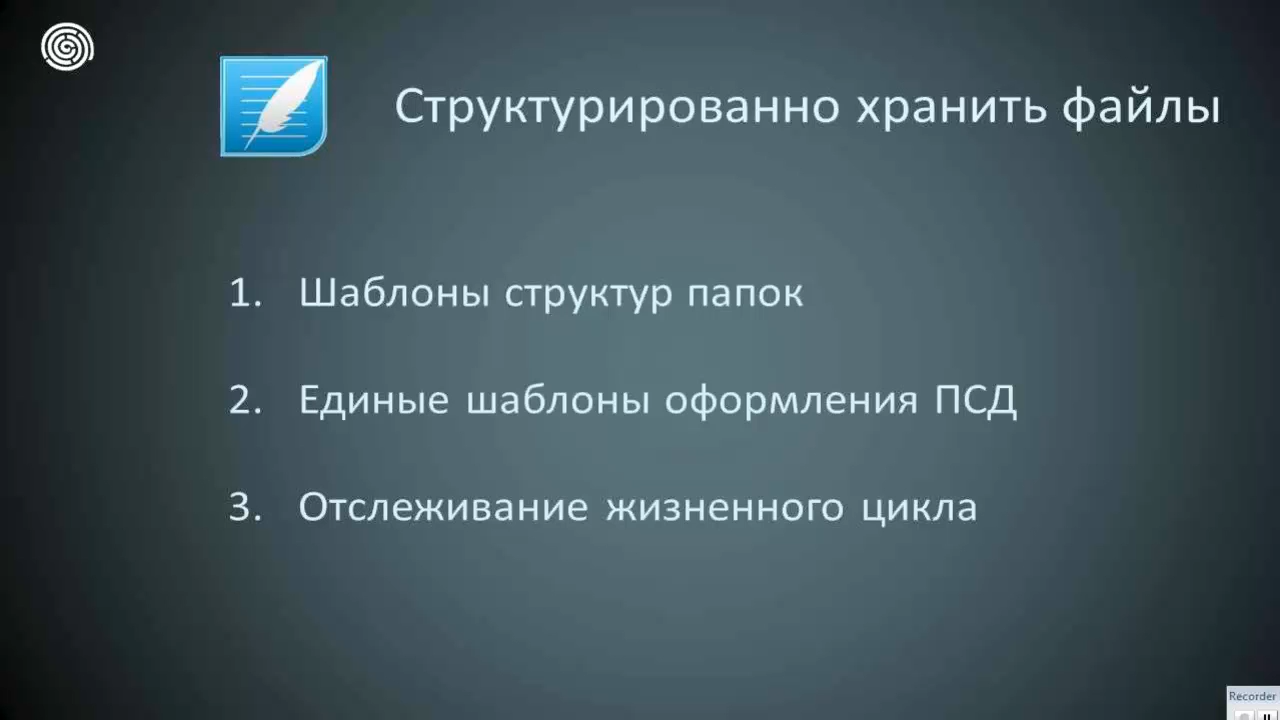 Структурированно хранить файлы
1. Шаблоны структур папок
2. Единые шаблоны оформления ПСД
3. Отслеживание жизненного цикла
Recorder